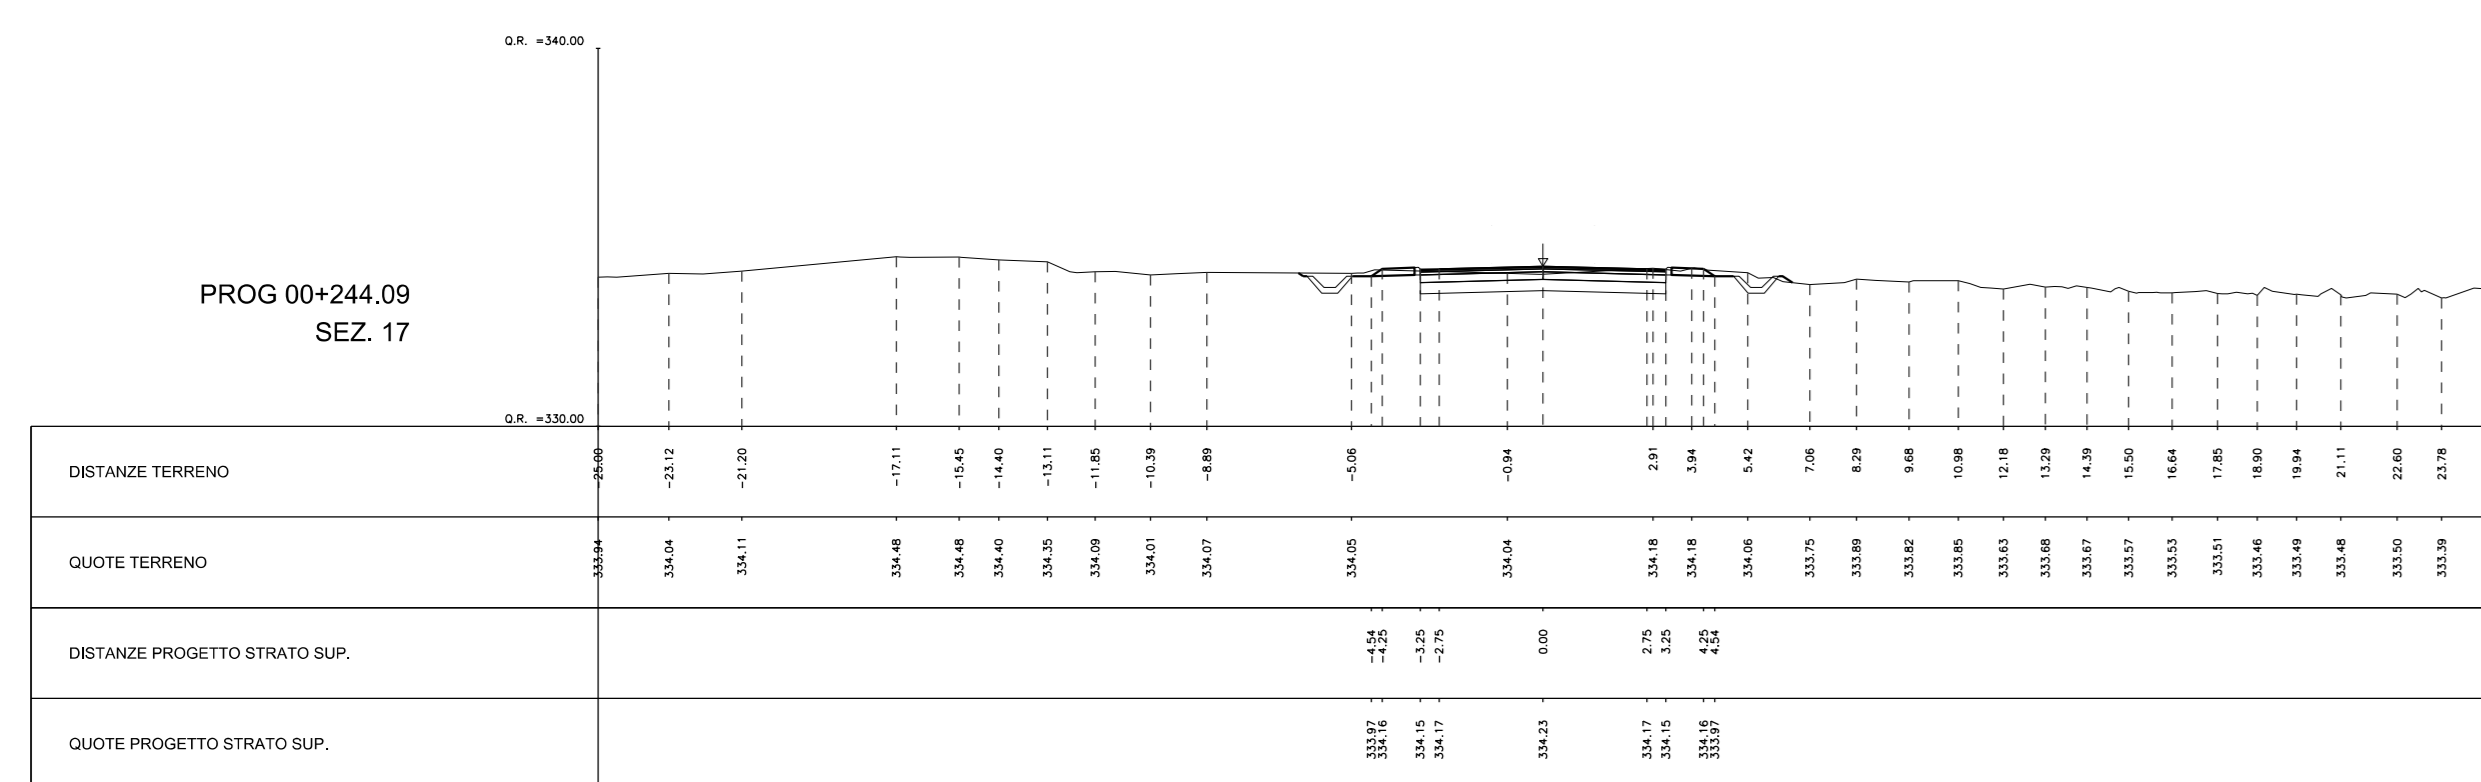 Q.R. =340.00
PROG 00+244.09
SEZ. 17
Q.R. =330.00
DISTANZE TERRENO -25.00 -23.12 -21.20 -17.11 -15.45 -14.40 -13.11 -11.85 -10.39 -8.89 -5.06 -0.94 2.91 3.94 5.42 7.06 8.29 9.68 10.98 12.18 13.29 14.39 15.50 16.64 17.85 18.90 19.94 21.11 22.60 23.78
QUOTE TERRENO 333.94 334.04 334.11 334.48 334.48 334.40 334.35 334.09 334.01 334.07 334.05 334.04 334.18 334.18 334.06 333.75 333.89 333.82 333.85 333.63 333.68 333.67 333.57 333.53 333.51 333.46 333.49 333.48 333.50 333.39
DISTANZE PROGETTO STRATO SUP. -4.54 -4.25 -3.25 -2.75 0.00 2.75 3.25 4.25 4.54
QUOTE PROGETTO STRATO SUP. 333.97 334.16 334.15 334.17 334.23 334.17 334.15 334.16 333.97